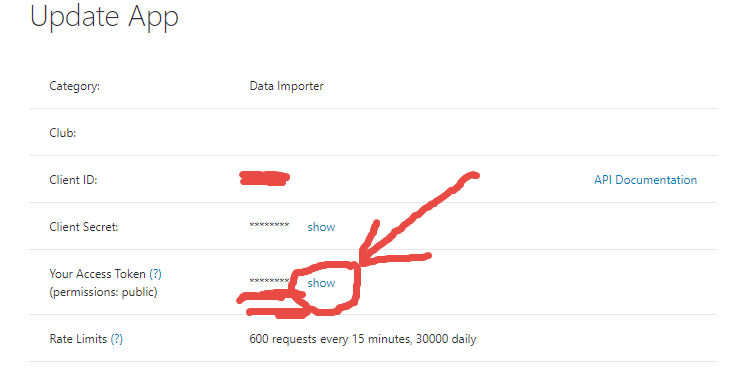 Update App
Category: Data Importer
Club:
Client ID: API Documentation
Client Secret: ******** show
Your Access Token (?) ******** show
(permissions: public)
Rate Limits (?) 600 requests every 15 minutes, 30000 daily